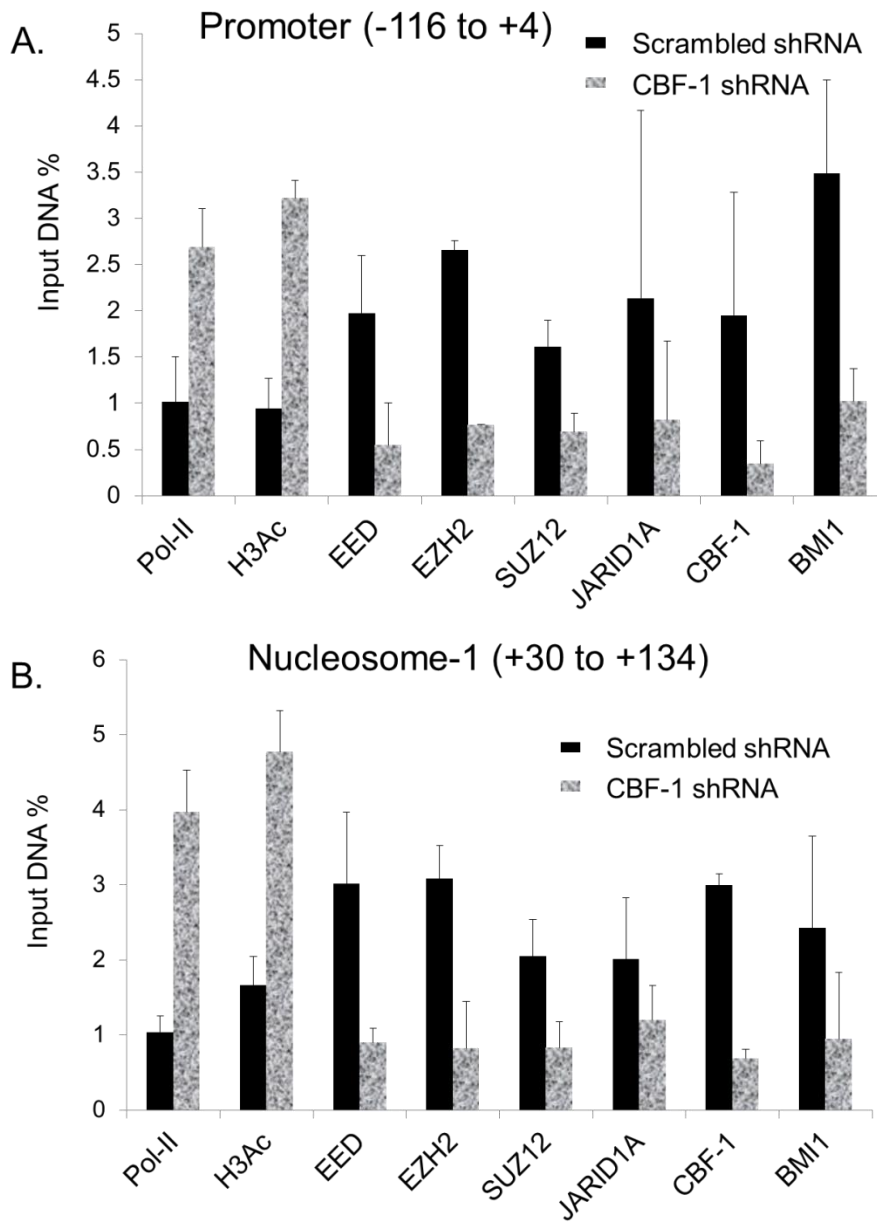 A.
Promoter (-116 to +4)
Scrambled shRNA
CBF-1 shRNA
Input DNA %
5
4.5
4
3.5
3
2.5
2
1.5
1
0.5
0
Pol-II
H3Ac
EED
EZH2
SUZ12
JARID1A
CBF-1
BMI1
B.
Nucleosome-1 (+30 to +134)
Scrambled shRNA
CBF-1 shRNA
Input DNA %
6
5
4
3
2
1
0
Pol-II
H3Ac
EED
EZH2
SUZ12
JARID1A
CBF-1
BMI1